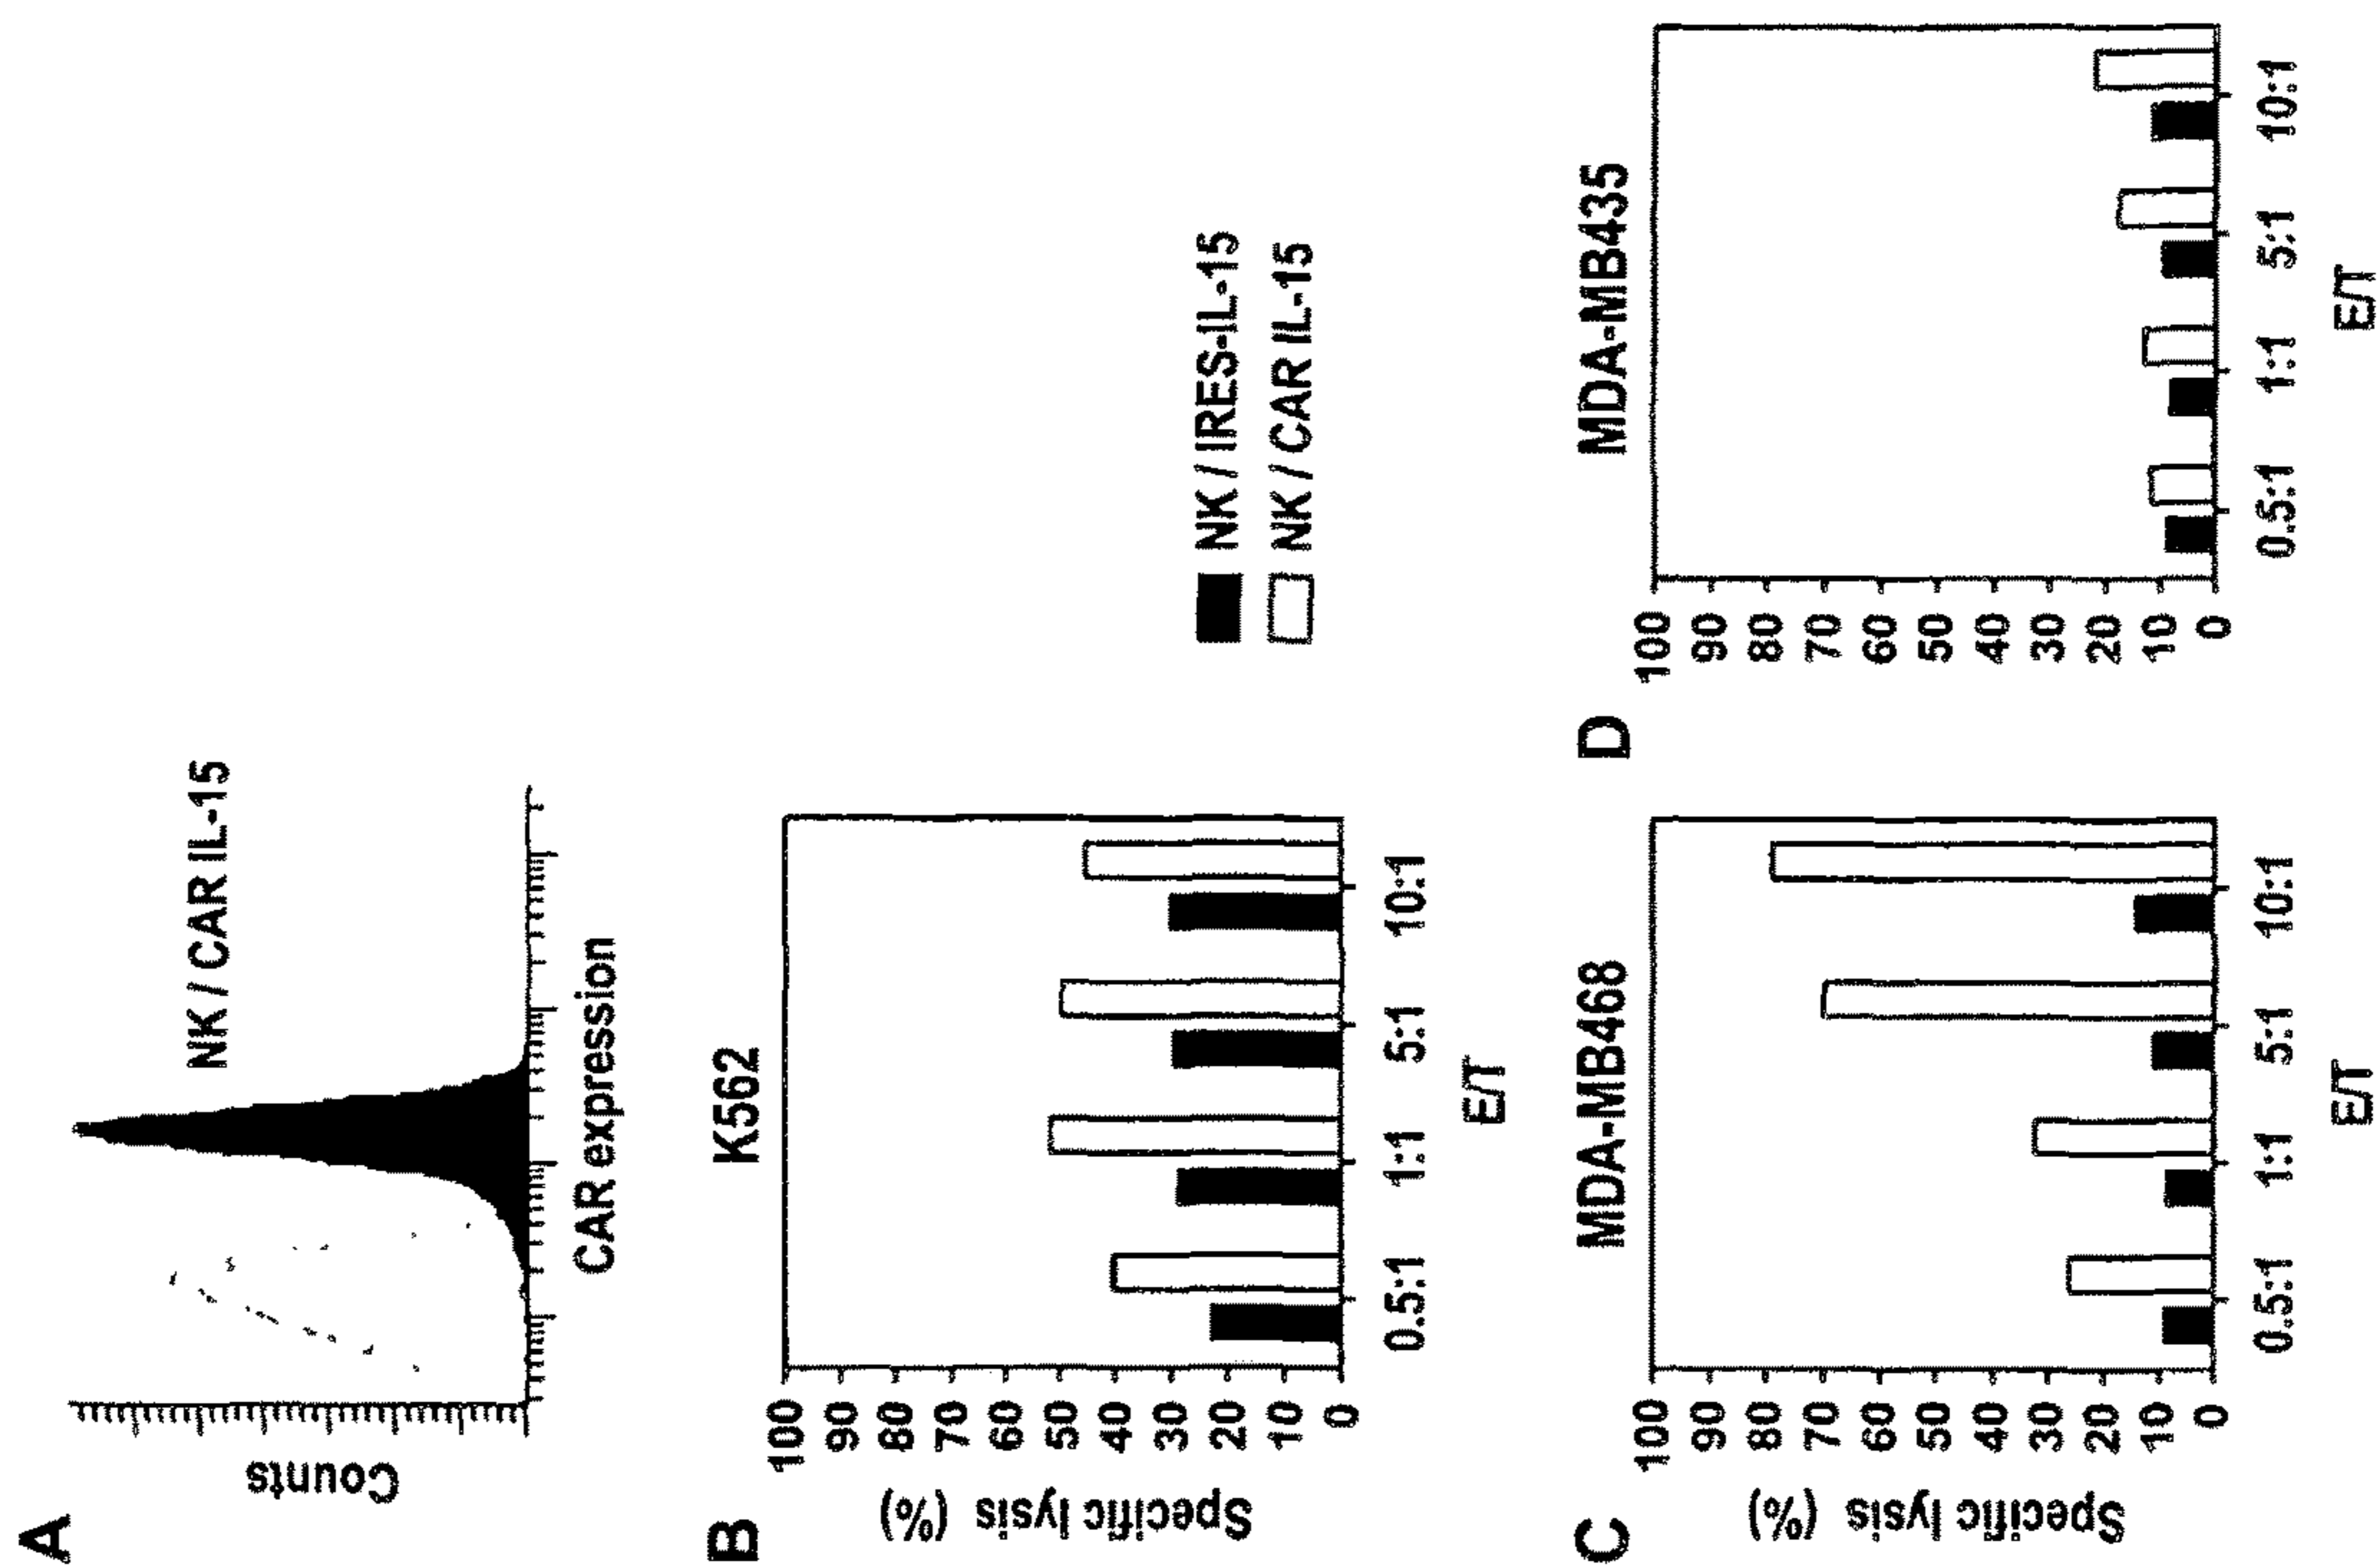 A
Counts
NK / CAR IL-15
CAR expression
B
K562
Specific lysis (%)
100
90
80
70
60
50
40
30
20
10
0
0.5:1 1:1 5:1 10:1
E/T
NK / IRES-IL-15
NK / CAR IL-15
C
MDA-MB468
Specific lysis (%)
100
90
80
70
60
50
40
30
20
10
0
0.5:1 1:1 5:1 10:1
E/T
D
MDA-MB435
100
90
80
70
60
50
40
30
20
10
0
0.5:1 1:1 5:1 10:1
E/T